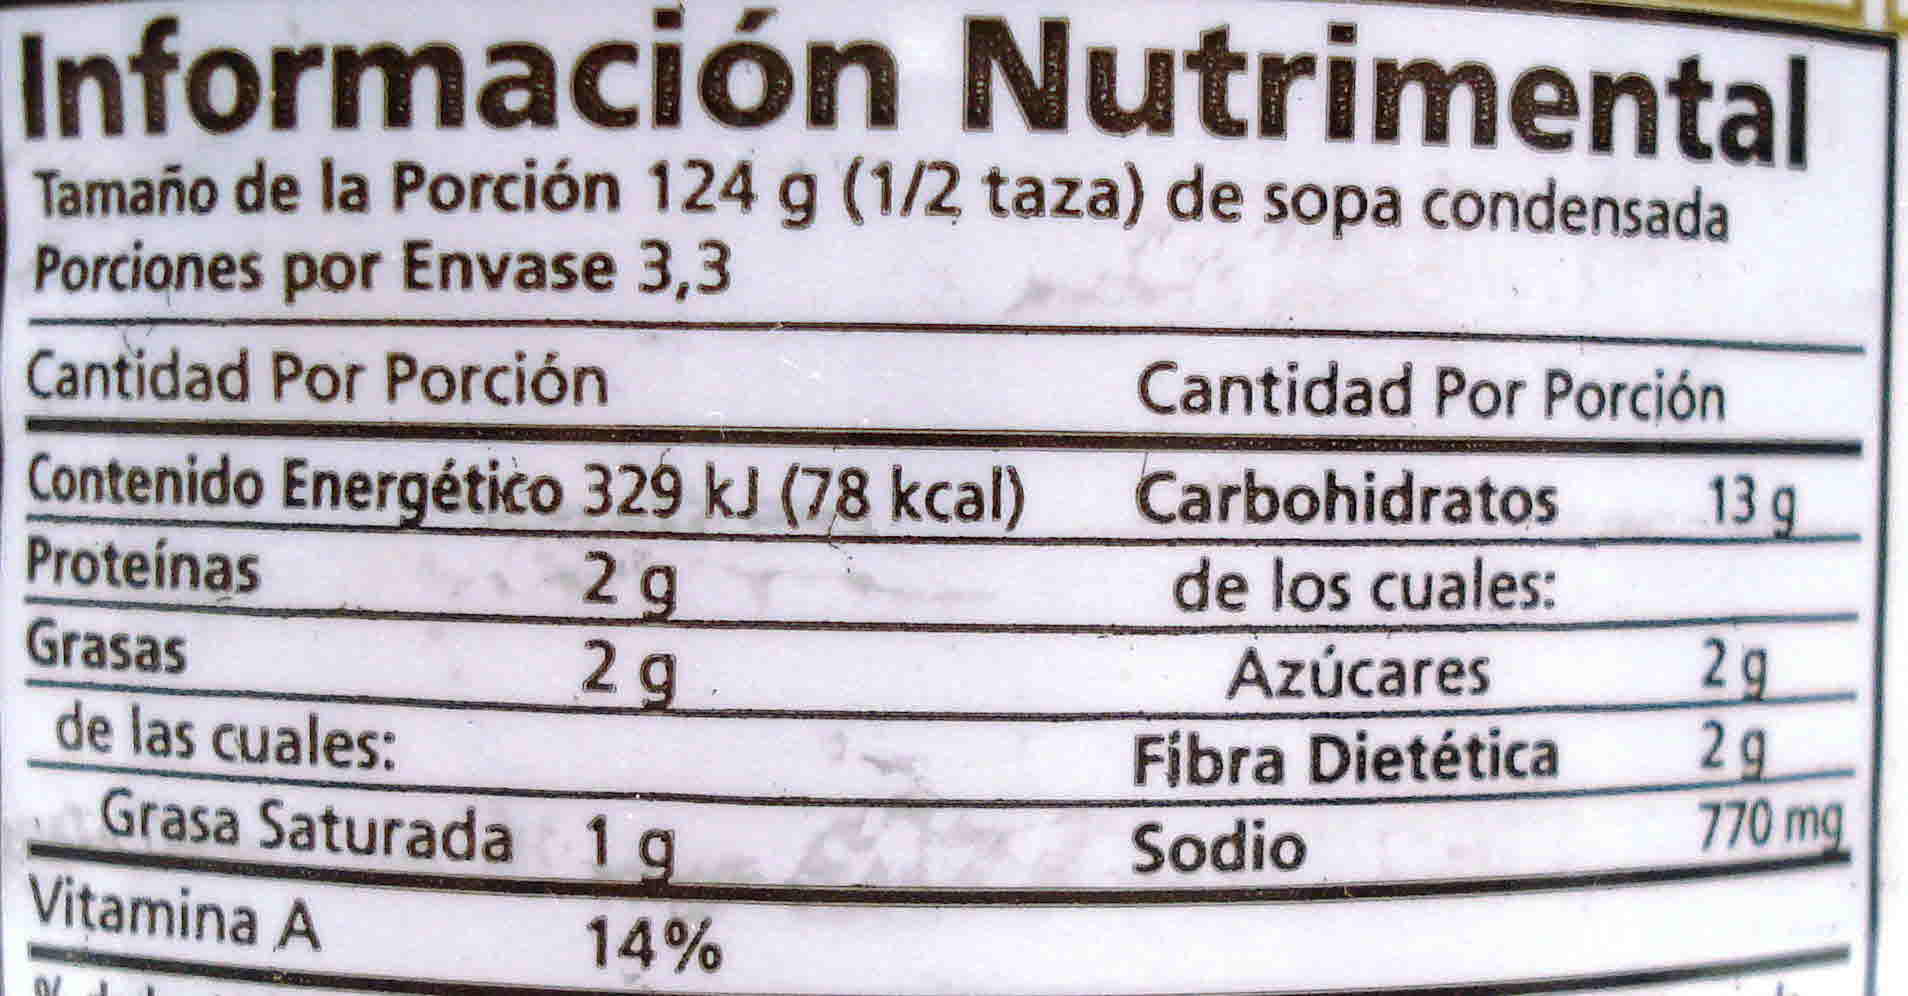 Información Nutrimental
Tamaño de la Porción 124 g (1/2 taza) de sopa condensada
Porciones por Envase 3,3
Cantidad Por Porción Cantidad Por Porción
Contenido Energético 329 kJ (78 kcal) Carbohidratos 13 g
Proteínas 2 g de los cuales:
Grasas 2 g Azúcares 2 g
de las cuales: Fibra Dietética 2 g
Grasa Saturada 1 g Sodio 770 mg
Vitamina A 14%